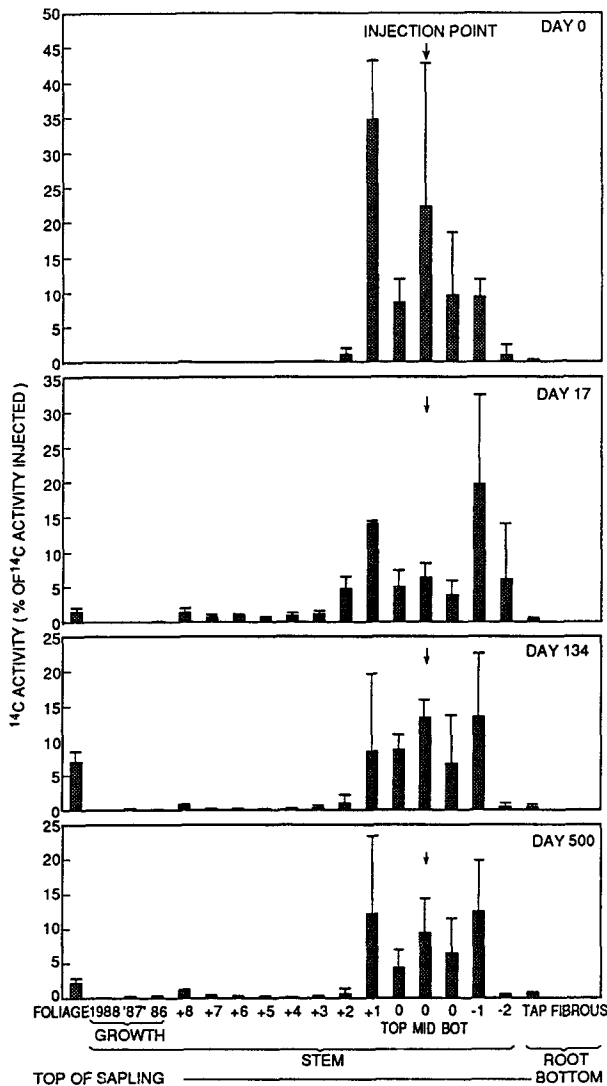 INJECTION POINT
DAY 0
50
45
40
35
30
25
20
15
10
5
0
DAY 17
35
30
25
20
15
10
5
0
DAY 134
25
20
15
10
5
0
DAY 500
25
20
15
10
5
0
¹⁴C ACTIVITY ( % OF ¹⁴C ACTIVITY INJECTED )
FOLIAGE 1988 '87' 86 +8 +7 +6 +5 +4 +3 +2 +1 0 0 0 -1 -2 TAP FIBROUS
TOP MID BOT
GROWTH
STEM
ROOT
TOP OF SAPLING
BOTTOM